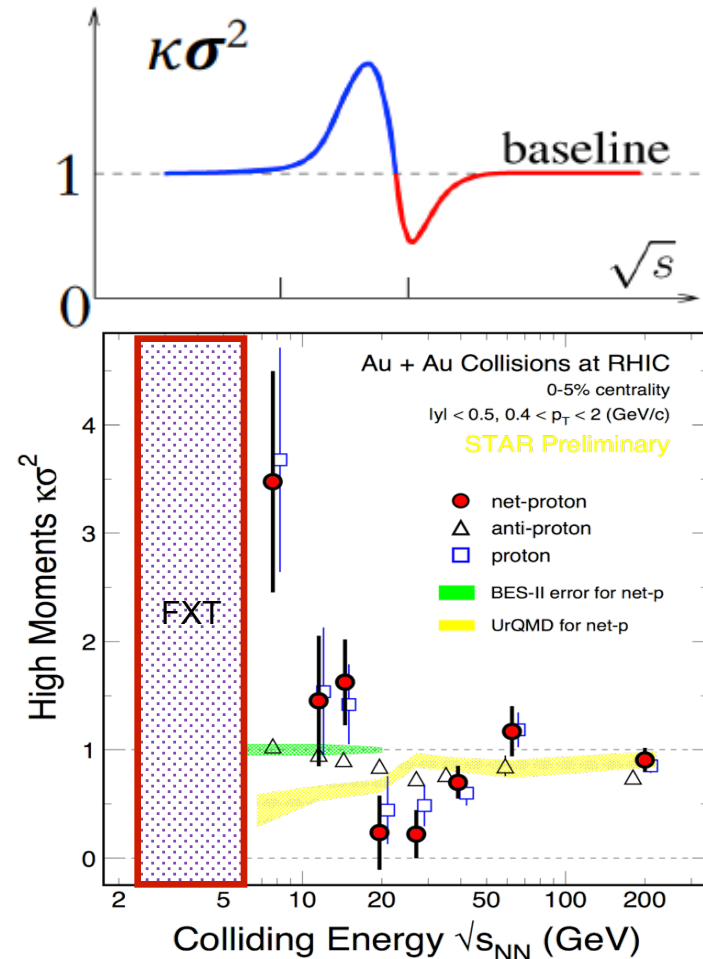 κσ²
1
baseline
√s
0
Au + Au Collisions at RHIC
0-5% centrality
|y| < 0.5, 0.4 < p_T < 2 (GeV/c)
STAR Preliminary
net-proton
anti-proton
proton
BES-II error for net-p
UrQMD for net-p
FXT
High Moments κσ²
4
3
2
1
0
2 5 10 20 50 100 200
Colliding Energy √s_NN (GeV)